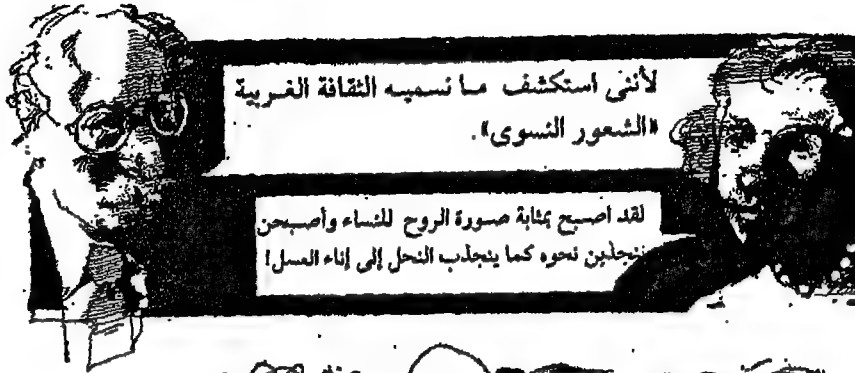 لأننى استكشف ما نسميه الثقافة الغربية
«الشعور النسوى».
لقد أصبح بمثابة صورة الروح للنساء وأصبحن
ينجذبن نحوه كما ينجذب النحل إلى إناء العسل!